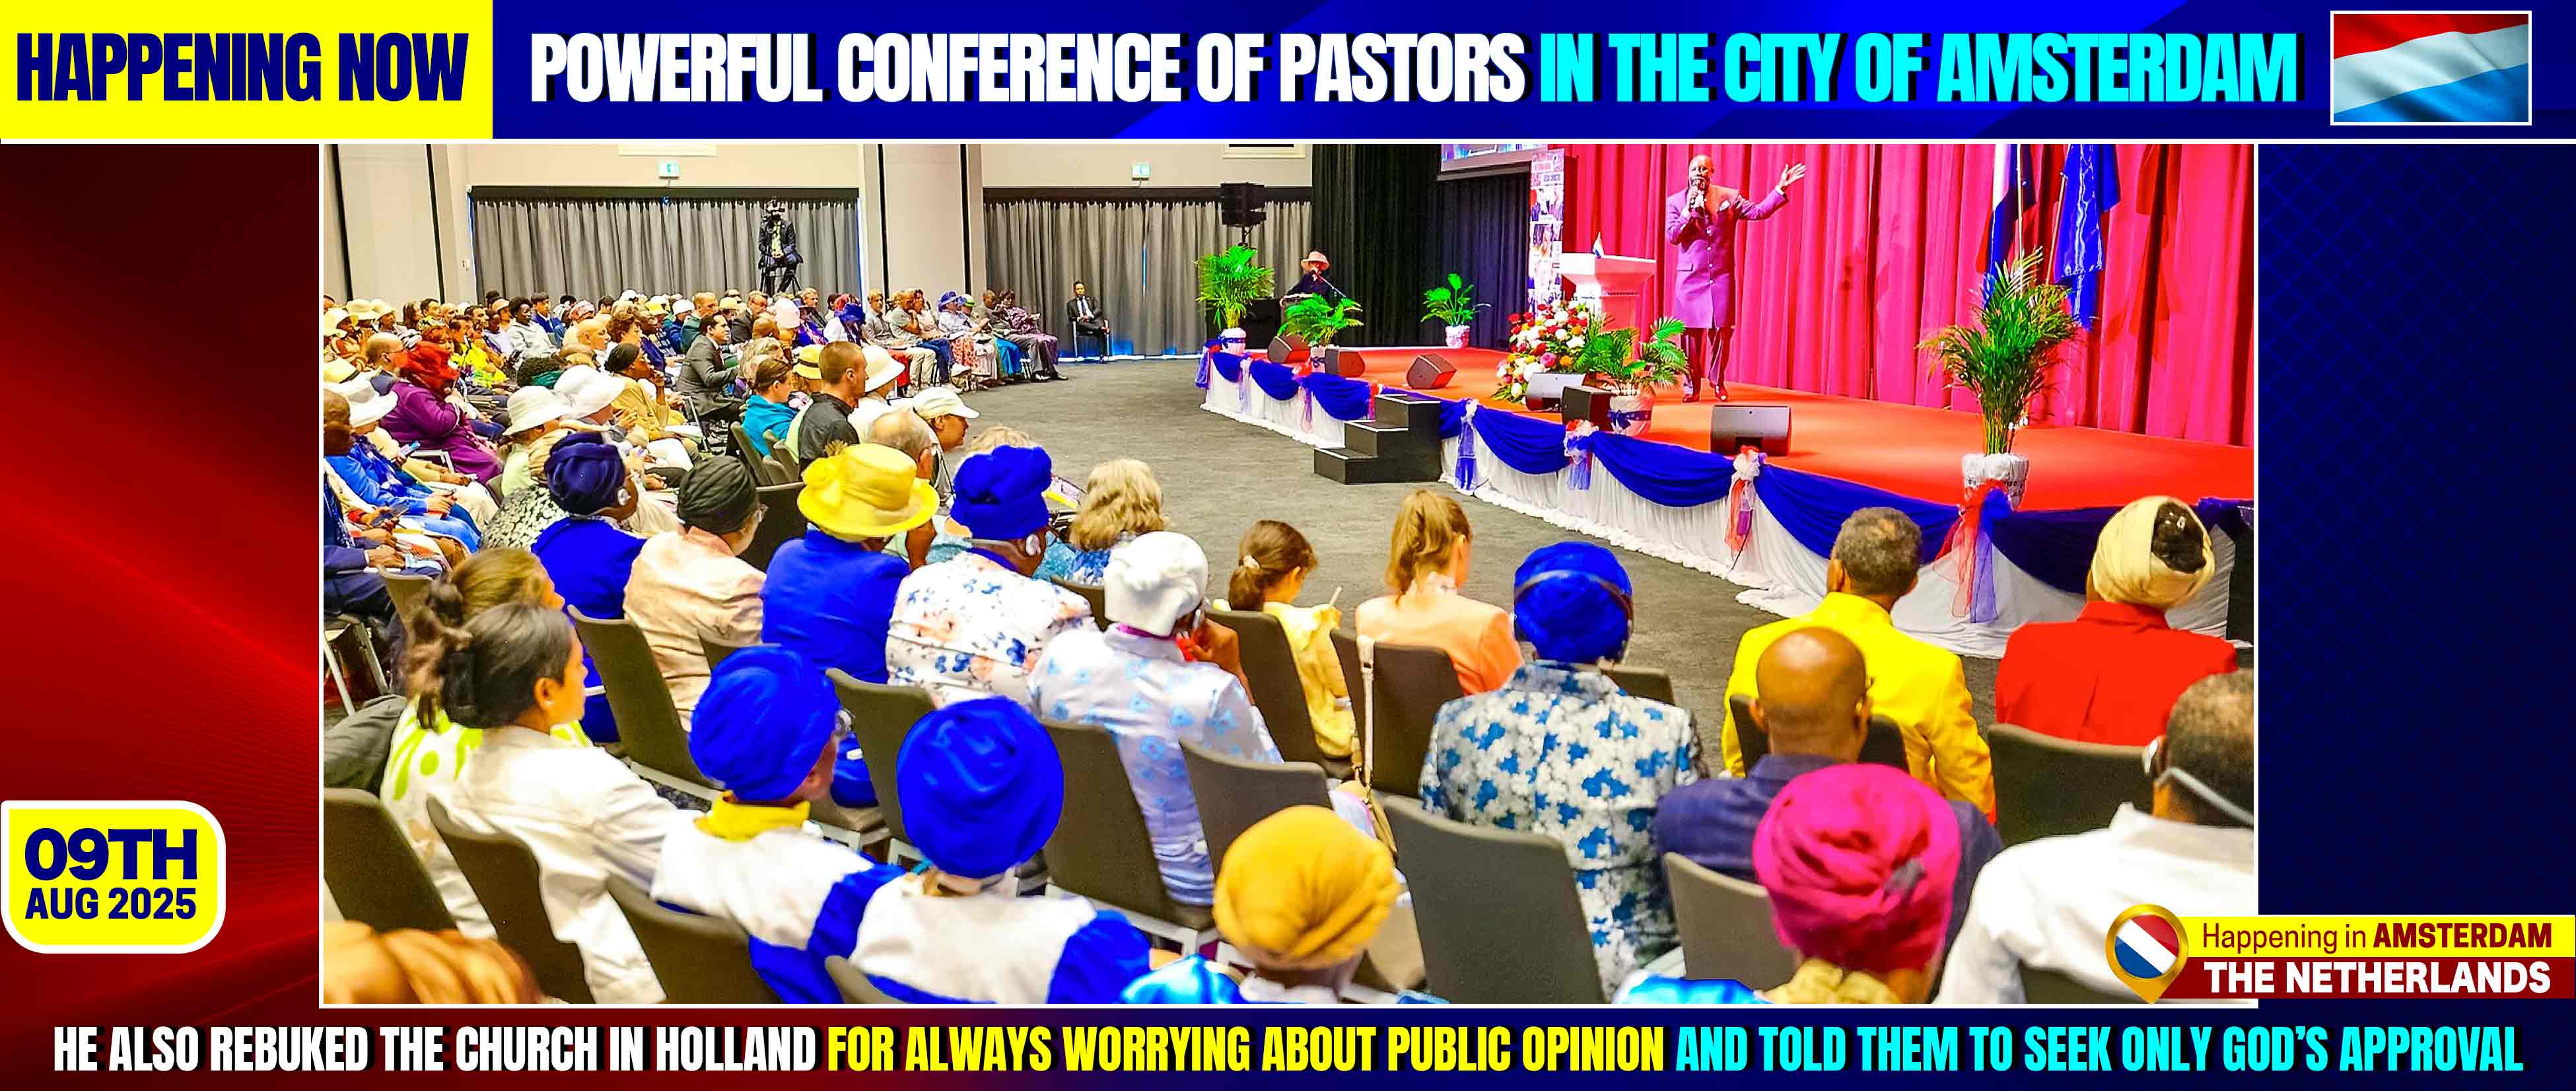 HAPPENING NOW
POWERFUL CONFERENCE OF PASTORS IN THE CITY OF AMSTERDAM
09TH
AUG 2025
Happening in AMSTERDAM
THE NETHERLANDS
HE ALSO REBUKED THE CHURCH IN HOLLAND FOR ALWAYS WORRYING ABOUT PUBLIC OPINION AND TOLD THEM TO SEEK ONLY GOD'S APPROVAL